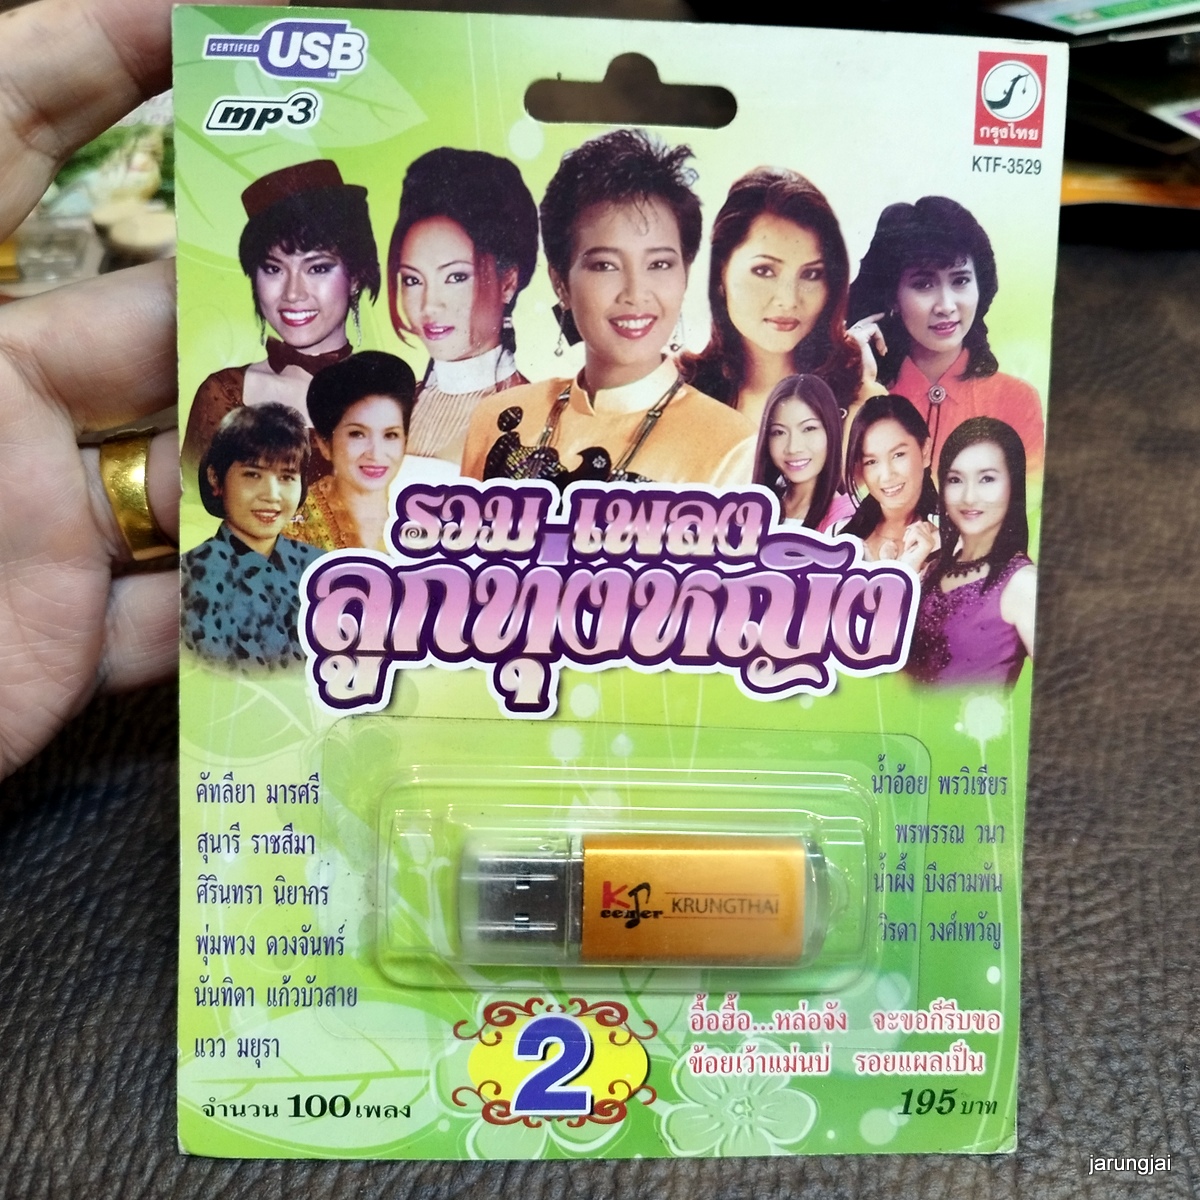 CERTIFIED USB TM
mp3
กรุงไทย
KTF-3529
รวมเพลง
ลูกทุ่งหญิง
คัทลียา มารศรี
สุนารี ราชสีมา
ศิรินทรา นิยากร
พุ่มพวง ดวงจันทร์
นันทิดา แก้วบัวสาย
แวว มยุรา
น้ำอ้อย พรวิเชียร
พรพรรณ วนา
น้ำผึ้ง บึงสามพัน
วิรดา วงศ์เทวัญ
KRUNGTHAI
2
อื้อฮื้อ...หล่อจัง จะขอก็รีบขอ
ข้อยเว้าแม่นบ่ รอยแผลเป็น
จำนวน 100 เพลง
195 บาท
jarungjai